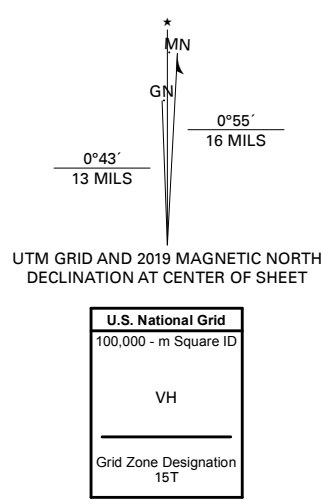 ★
MN
GN
0°55´
16 MILS
0°43´
13 MILS
UTM GRID AND 2019 MAGNETIC NORTH
DECLINATION AT CENTER OF SHEET
U.S. National Grid
100,000 - m Square ID
VH
Grid Zone Designation
15T